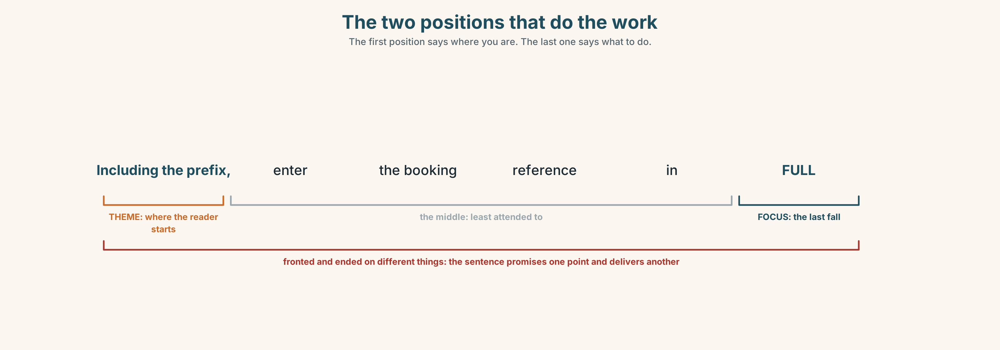 The two positions that do the work
The first position says where you are. The last one says what to do.
Including the prefix, enter the booking reference in FULL
THEME: where the reader
starts
the middle: least attended to
FOCUS: the last fall
fronted and ended on different things: the sentence promises one point and delivers another